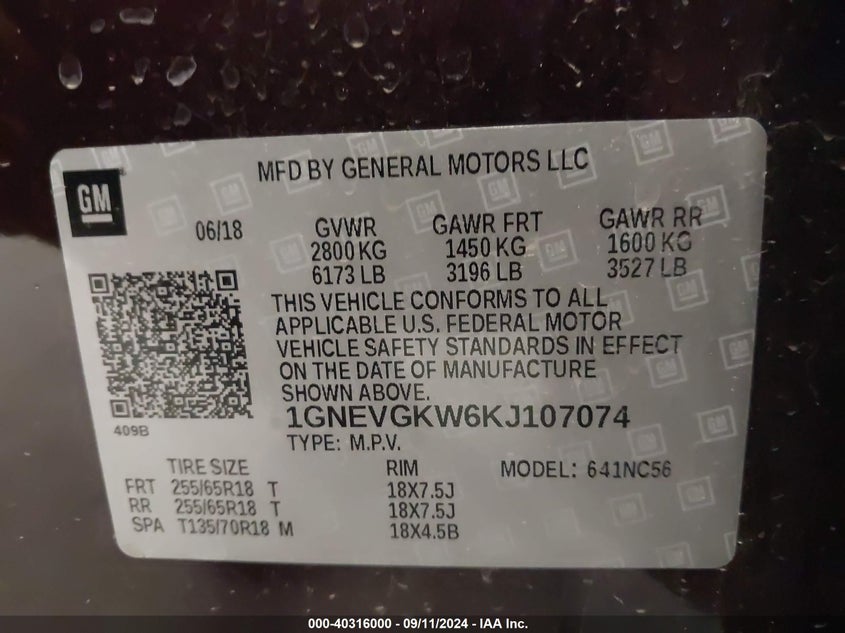 MFD BY GENERAL MOTORS LLC
GM
06/18 GVWR GAWR FRT GAWR RR
2800 KG 1450 KG 1600 KG
6173 LB 3196 LB 3527 LB
THIS VEHICLE CONFORMS TO ALL
APPLICABLE U.S. FEDERAL MOTOR
VEHICLE SAFETY STANDARDS IN EFFECT
ON THE DATE OF MANUFACTURE
SHOWN ABOVE.
1GNEVGKW6KJ107074
409B
TYPE: M.P.V.
TIRE SIZE RIM MODEL: 641NC56
FRT 255/65R18 T 18X7.5J
RR 255/65R18 T 18X7.5J
SPA T135/70R18 M 18X4.5B
000-40316000 - 09/11/2024 - IAA Inc.